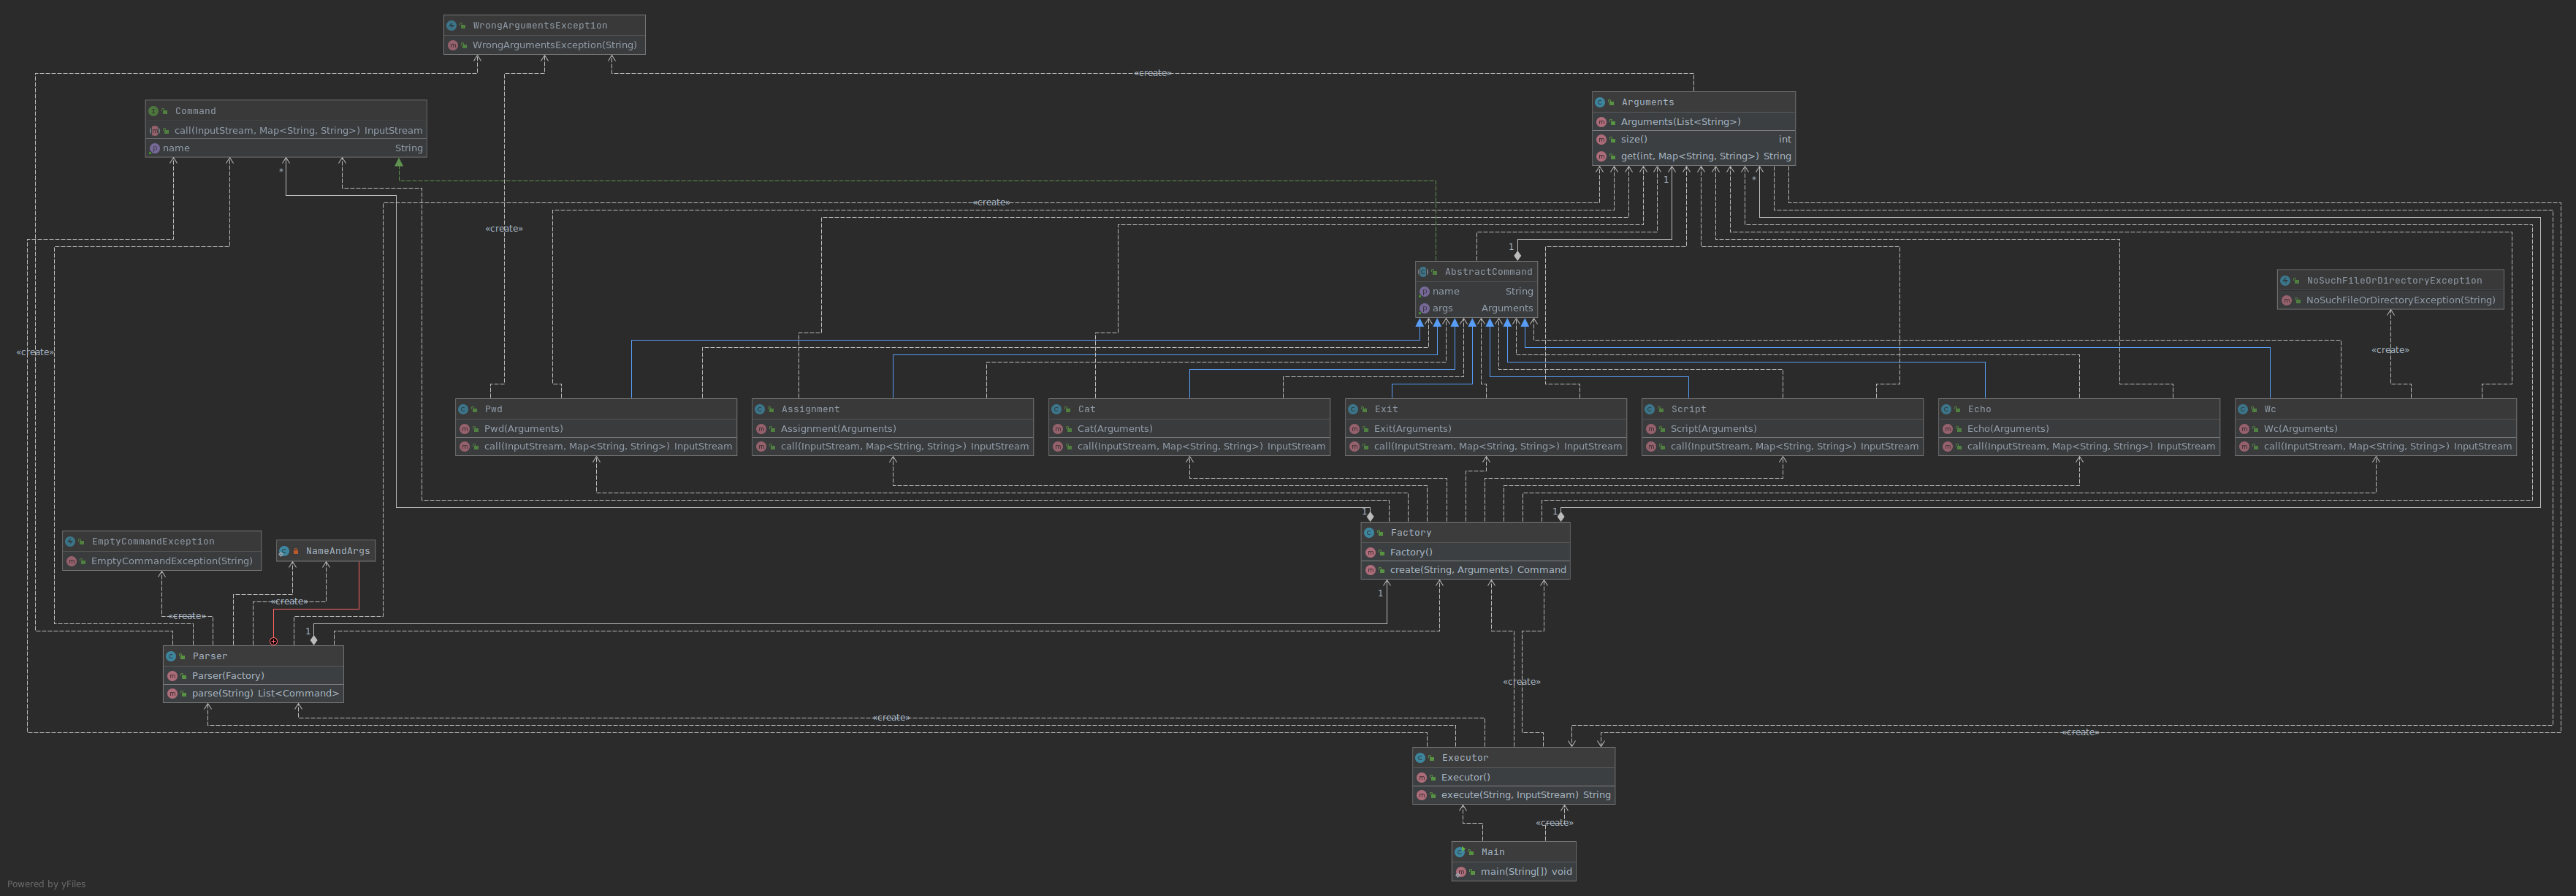 WrongArgumentsException
WrongArgumentsException(String)
«create»
Command
call(InputStream, Map<String, String>) InputStream
name String
*
Arguments
Arguments(List<String>)
size() int
get(int, Map<String, String>) String
1
*
«create»
«create»
1
AbstractCommand
name String
args Arguments
NoSuchFileOrDirectoryException
NoSuchFileOrDirectoryException(String)
«create»
«create»
Pwd
Pwd(Arguments)
call(InputStream, Map<String, String>) InputStream
Assignment
Assignment(Arguments)
call(InputStream, Map<String, String>) InputStream
Cat
Cat(Arguments)
call(InputStream, Map<String, String>) InputStream
Exit
Exit(Arguments)
call(InputStream, Map<String, String>) InputStream
Script
Script(Arguments)
call(InputStream, Map<String, String>) InputStream
Echo
Echo(Arguments)
call(InputStream, Map<String, String>) InputStream
Wc
Wc(Arguments)
call(InputStream, Map<String, String>) InputStream
1
1
Factory
Factory()
create(String, Arguments) Command
1
EmptyCommandException
EmptyCommandException(String)
NameAndArgs
«create»
«create»
1
Parser
Parser(Factory)
parse(String) List<Command>
«create»
«create»
«create»
Executor
Executor()
execute(String, InputStream) String
«create»
Main
main(String[]) void
Powered by yFiles